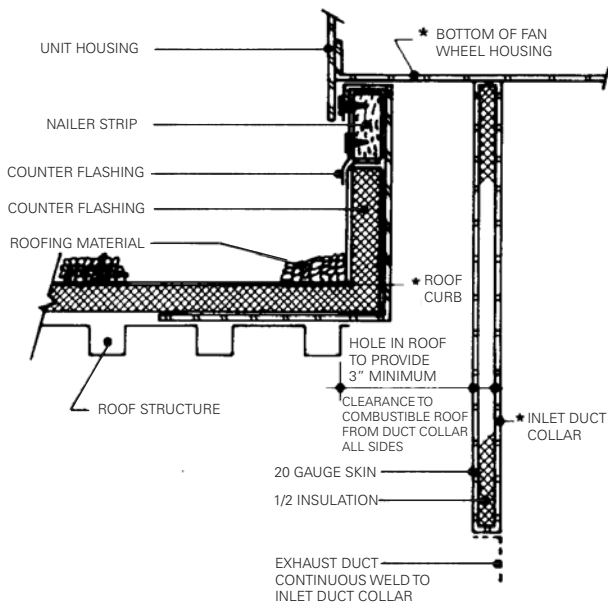 UNIT HOUSING
* BOTTOM OF FAN
WHEEL HOUSING
NAILER STRIP
COUNTER FLASHING
COUNTER FLASHING
ROOFING MATERIAL
* ROOF
CURB
HOLE IN ROOF
TO PROVIDE
3" MINIMUM
CLEARANCE TO
COMBUSTIBLE ROOF
FROM DUCT COLLAR
ALL SIDES
ROOF STRUCTURE
* INLET DUCT
COLLAR
20 GAUGE SKIN
1/2 INSULATION
EXHAUST DUCT
CONTINUOUS WELD TO
INLET DUCT COLLAR